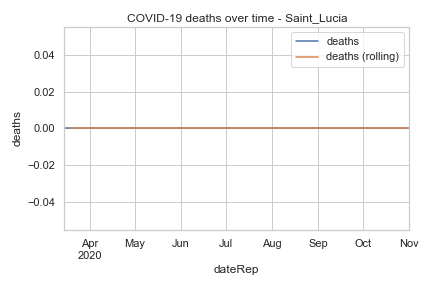 COVID-19 deaths over time - Saint_Lucia
deaths
deaths (rolling)
0.04
0.02
0.00
−0.02
−0.04
deaths
Apr May Jun Jul Aug Sep Oct Nov
2020
dateRep